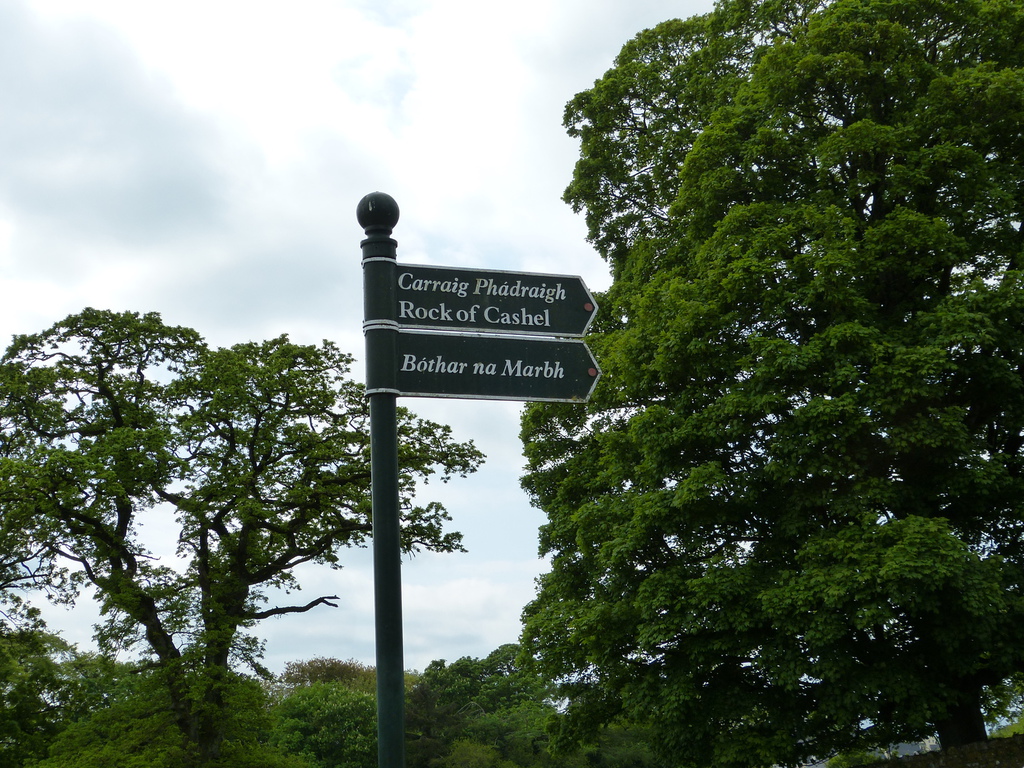 Carraig Phádraigh
Rock of Cashel
Bóthar na Marbh